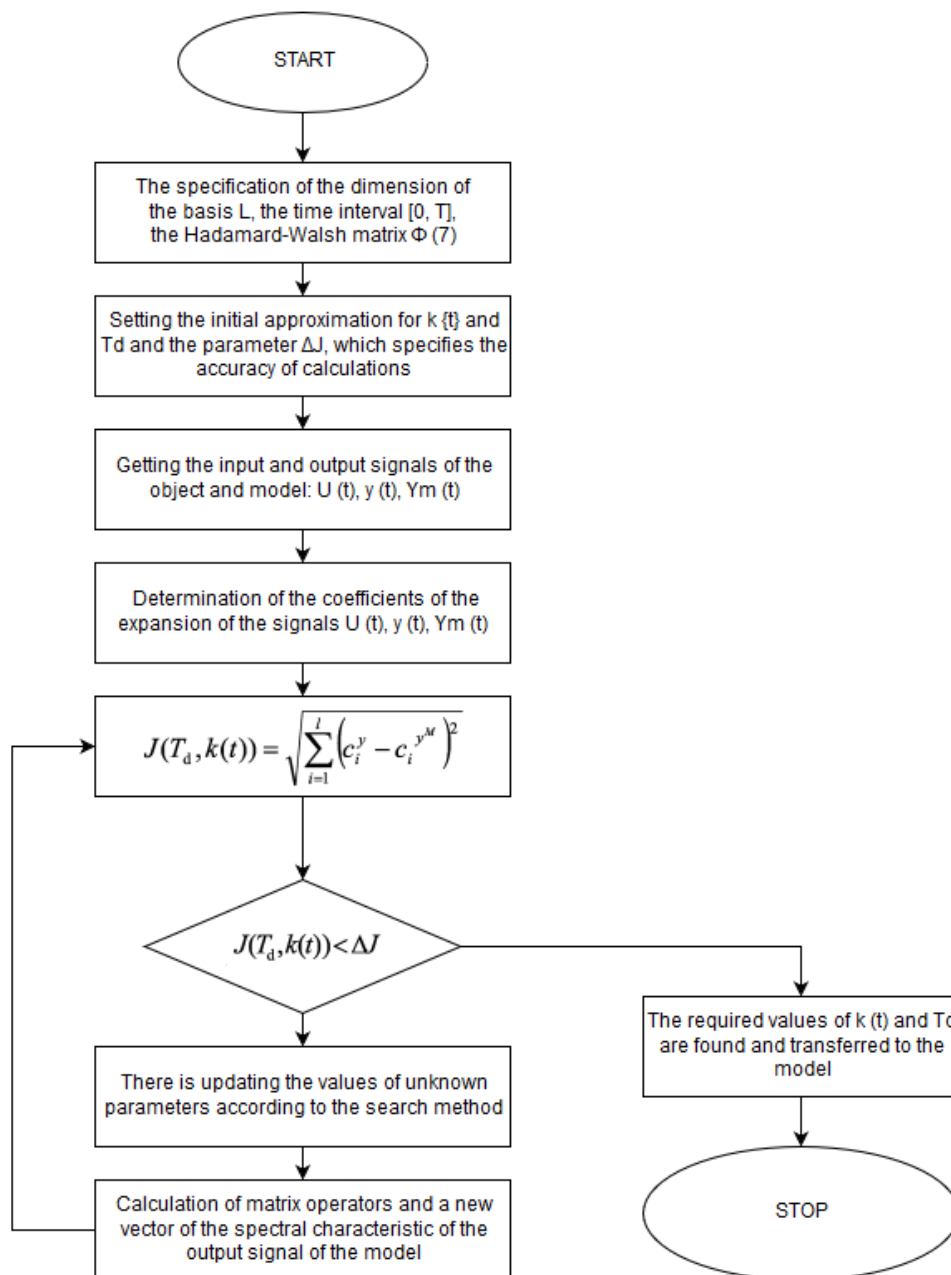 START
The specification of the dimension of
the basis L, the time interval [0, T],
the Hadamard-Walsh matrix Φ (7)
Setting the initial approximation for k {t} and
Td and the parameter ΔJ, which specifies the
accuracy of calculations
Getting the input and output signals of the
object and model: U (t), y (t), Ym (t)
Determination of the coefficients of the
expansion of the signals U (t), y (t), Ym (t)
J(T_d, k(t)) = √(∑_{i=1}^{l} (c_i^y − c_i^{y^M})^2)
J(T_d, k(t)) < ΔJ
The required values of k (t) and Td
are found and transferred to the
model
There is updating the values of unknown
parameters according to the search method
Calculation of matrix operators and a new
vector of the spectral characteristic of the
output signal of the model
STOP